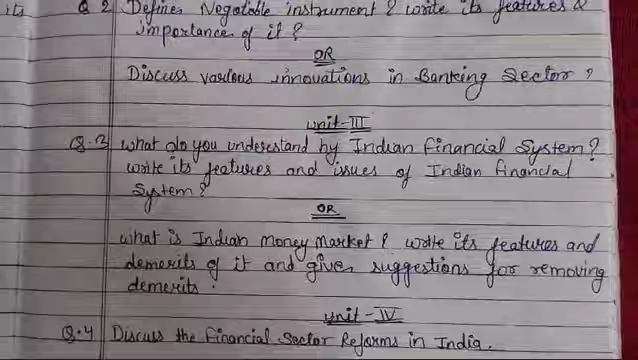 its
Q 2 Defines Negotable instrument? write its features &
importance of it?
OR
Discuss various innovations in Banking Sector?
unit-III
Q.3 what do you understand by Indian Financial System?
write its features and issues of Indian financial
System?
OR
what is Indian Money Market? write its features and
demerits of it and given suggestions for removing
demerits.
unit-IV
Q.4 Discuss the Financial Sector Reforms in India.